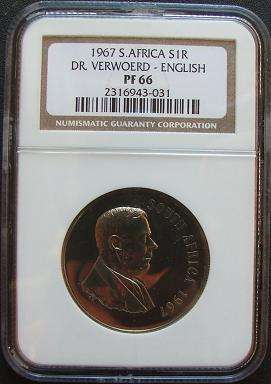 1967 S.AFRICA S1R
DR. VERWOERD - ENGLISH
PF 66
2316943-031
NUMISMATIC GUARANTY CORPORATION
SOUTH AFRICA 1967